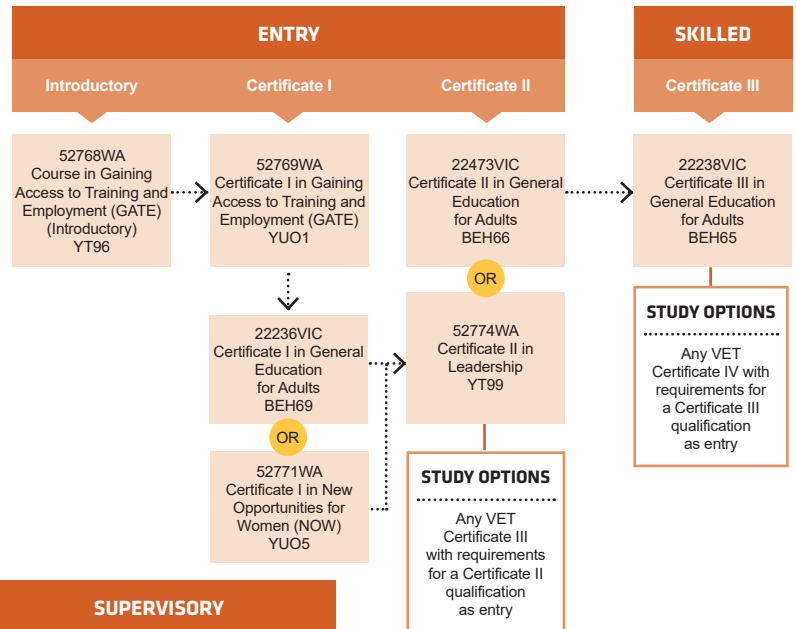 ENTRY
SKILLED
Introductory
Certificate I
Certificate II
Certificate III
52768WA
Course in Gaining
Access to Training and
Employment (GATE)
(Introductory)
YT96
52769WA
Certificate I in Gaining
Access to Training and
Employment (GATE)
YUO1
22473VIC
Certificate II in General
Education
for Adults
BEH66
22238VIC
Certificate III in
General Education
for Adults
BEH65
OR
22236VIC
Certificate I in General
Education
for Adults
BEH69
52774WA
Certificate II in
Leadership
YT99
STUDY OPTIONS
Any VET
Certificate IV with
requirements for
a Certificate III
qualification
as entry
OR
52771WA
Certificate I in New
Opportunities for
Women (NOW)
YUO5
STUDY OPTIONS
Any VET
Certificate III
with requirements
for a Certificate II
qualification
as entry
SUPERVISORY